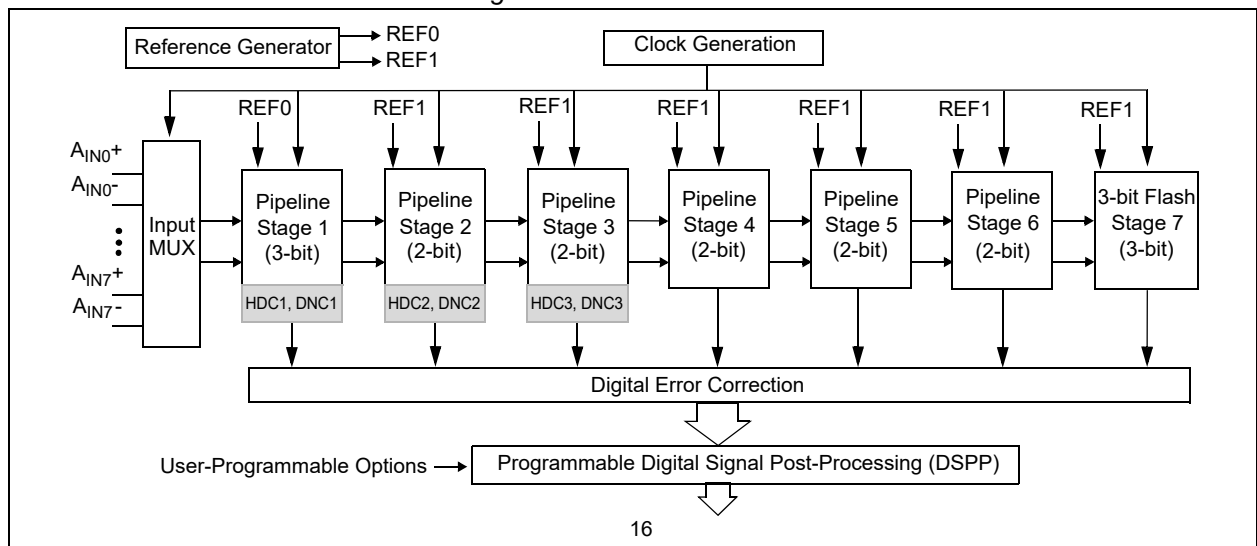 Reference Generator
REF0
REF1
Clock Generation
REF0
REF1
REF1
REF1
REF1
REF1
REF1
AIN0+
AIN0-
AIN7+
AIN7-
Input
MUX
Pipeline
Stage 1
(3-bit)
HDC1, DNC1
Pipeline
Stage 2
(2-bit)
HDC2, DNC2
Pipeline
Stage 3
(2-bit)
HDC3, DNC3
Pipeline
Stage 4
(2-bit)
Pipeline
Stage 5
(2-bit)
Pipeline
Stage 6
(2-bit)
3-bit Flash
Stage 7
(3-bit)
Digital Error Correction
User-Programmable Options
Programmable Digital Signal Post-Processing (DSPP)
16